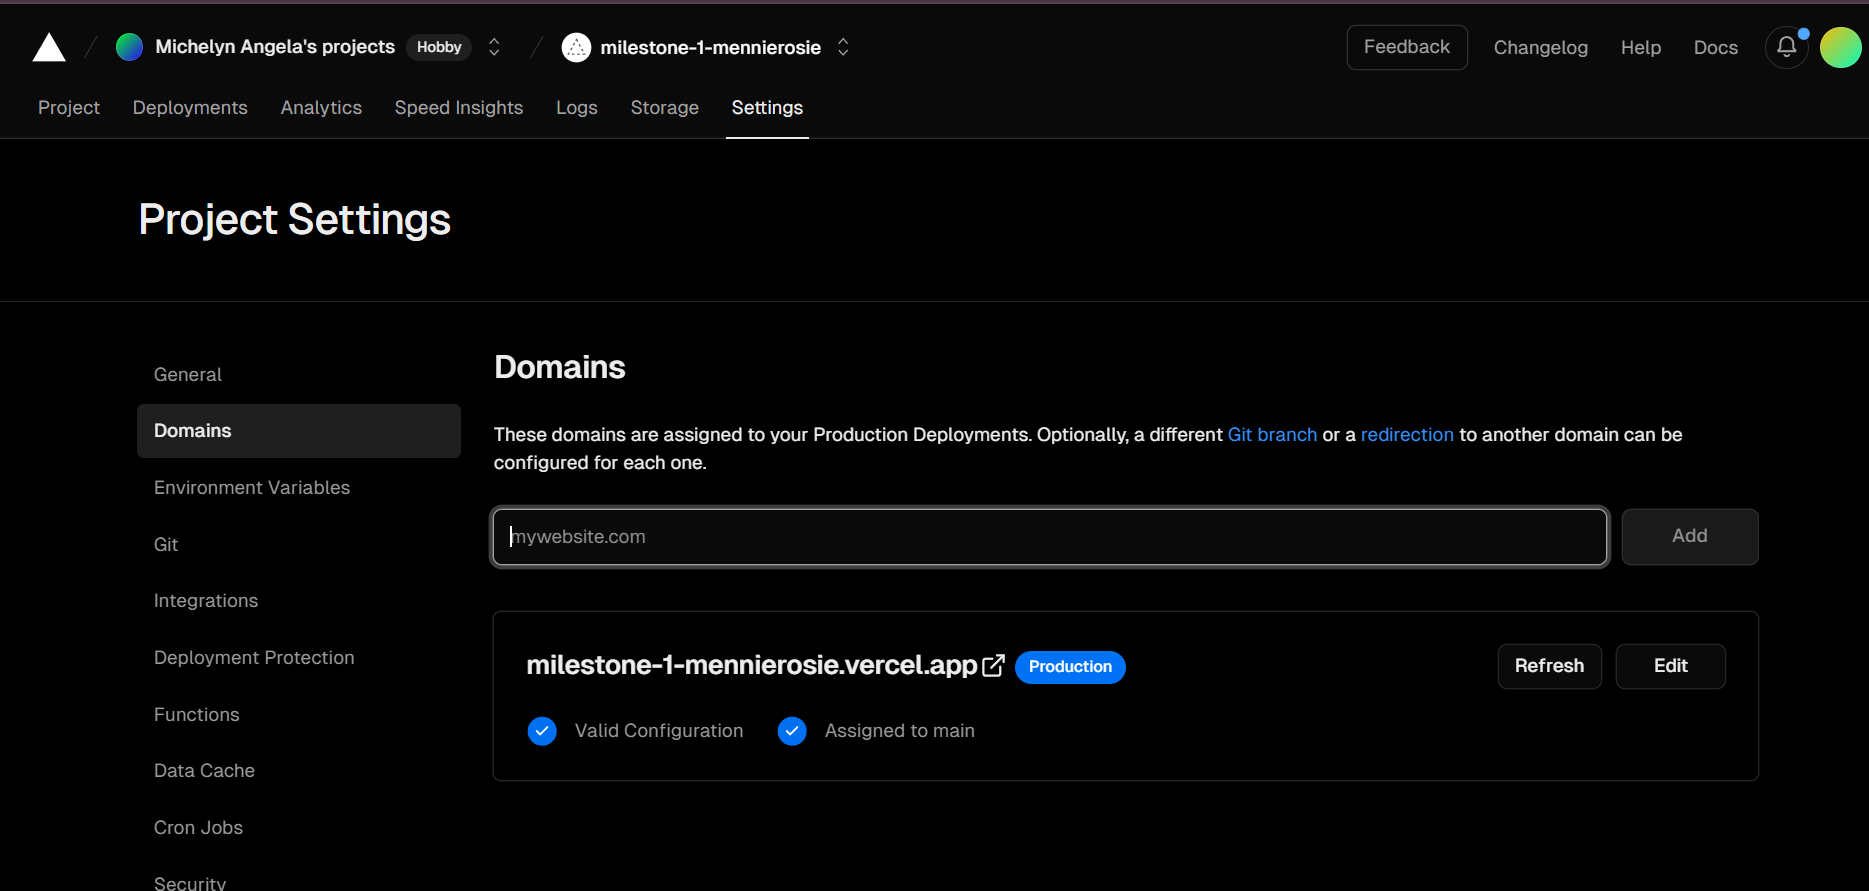 Michelyn Angela's projects Hobby milestone-1-mennierosie Feedback Changelog Help Docs
Project Deployments Analytics Speed Insights Logs Storage Settings
Project Settings
General
Domains
Environment Variables
Git
Integrations
Deployment Protection
Functions
Data Cache
Cron Jobs
Security
Domains
These domains are assigned to your Production Deployments. Optionally, a different Git branch or a redirection to another domain can be
configured for each one.
mywebsite.com Add
milestone-1-mennierosie.vercel.app Production Refresh Edit
Valid Configuration Assigned to main